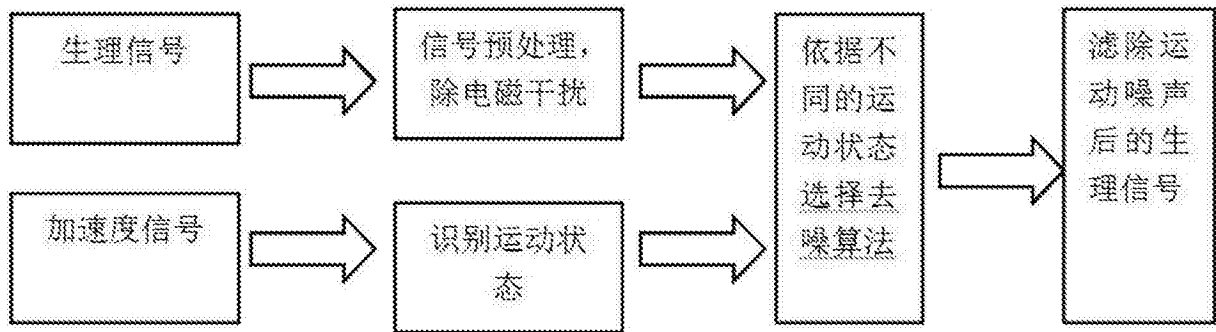 生理信号
信号预处理，
除电磁干扰
依据不
同的运
动状态
选择去
噪算法
滤除运
动噪声
后的生
理信号
加速度信号
识别运动状
态